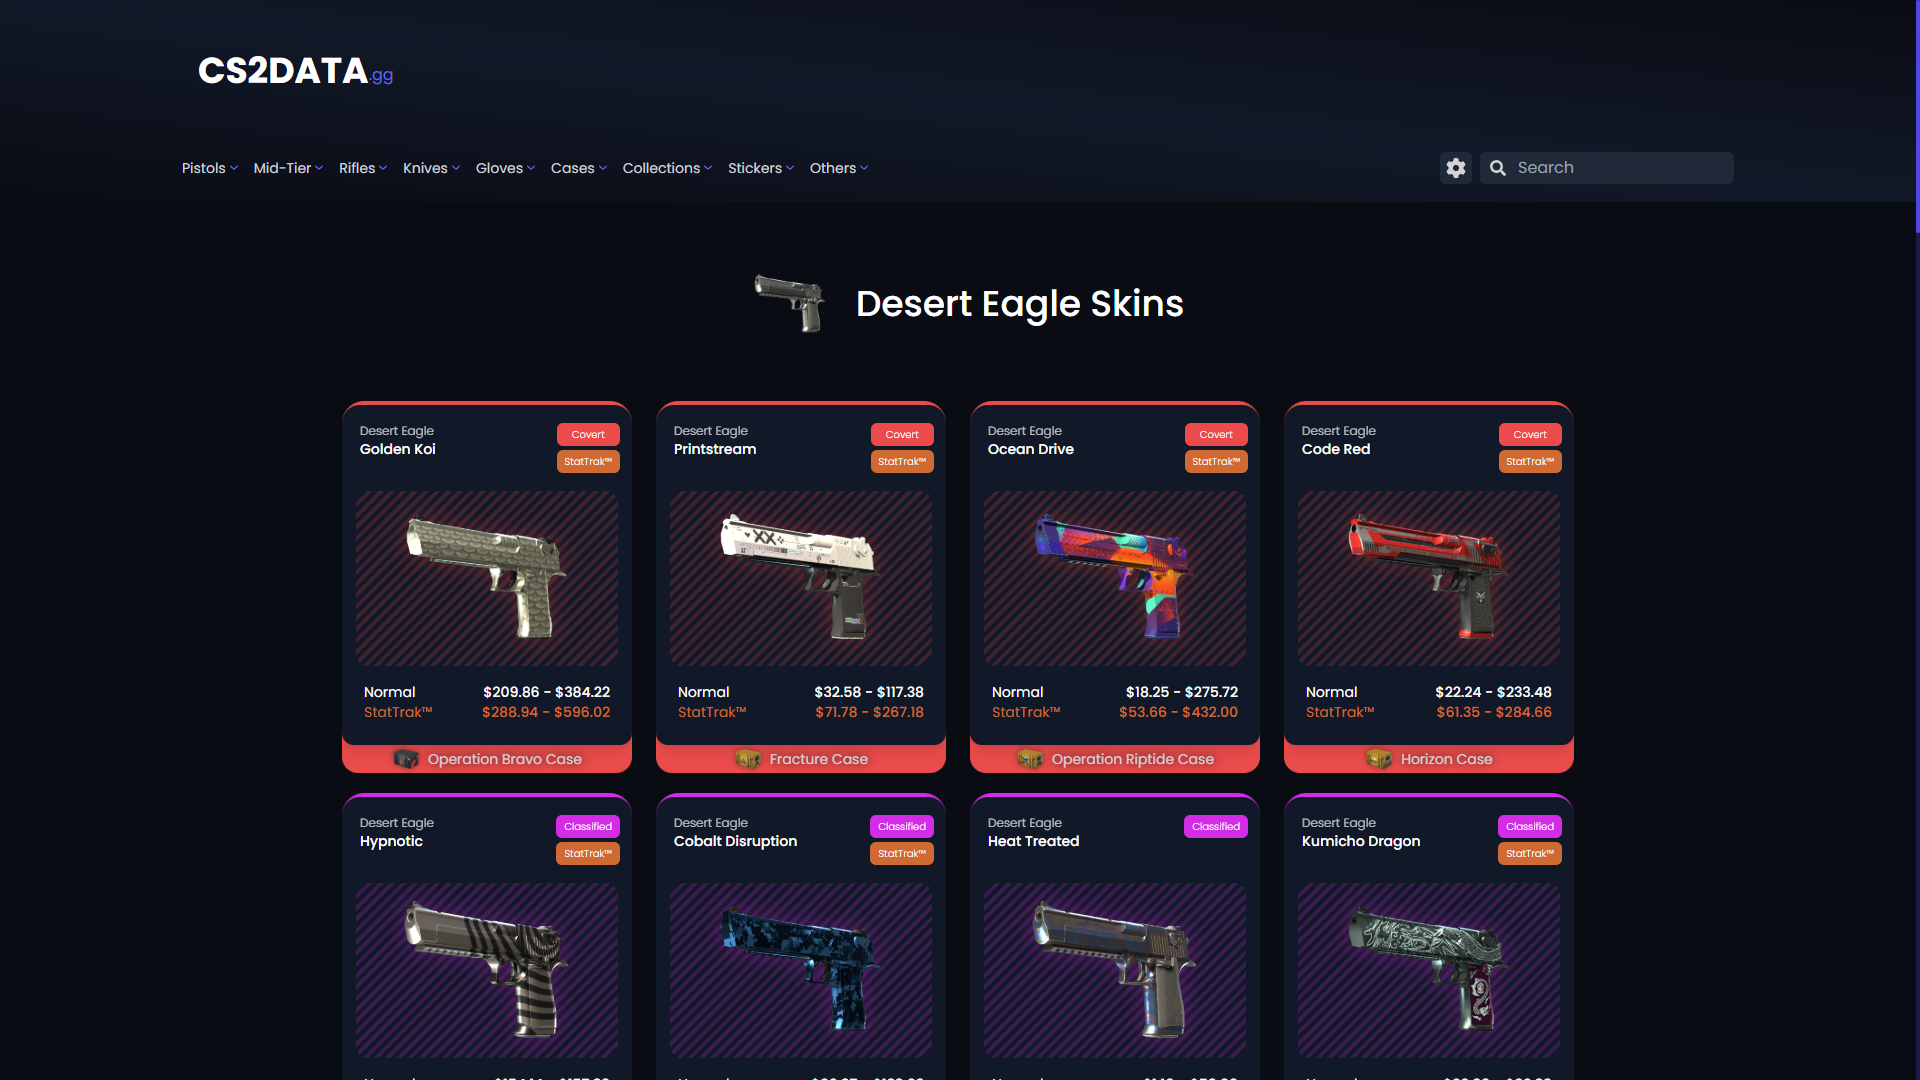 CS2DATA.gg
Pistols Mid-Tier Rifles Knives Gloves Cases Collections Stickers Others Search
Desert Eagle Skins
Desert Eagle Covert
Golden Koi
StatTrak™
Normal $209.86 - $384.22
StatTrak™ $288.94 - $596.02
Operation Bravo Case
Desert Eagle Covert
Printstream
StatTrak™
XX
Normal $32.58 - $117.38
StatTrak™ $71.78 - $267.18
Fracture Case
Desert Eagle Covert
Ocean Drive
StatTrak™
Normal $18.25 - $275.72
StatTrak™ $53.66 - $432.00
Operation Riptide Case
Desert Eagle Covert
Code Red
StatTrak™
Normal $22.24 - $233.48
StatTrak™ $61.35 - $284.66
Horizon Case
Desert Eagle Classified
Hypnotic
StatTrak™
Desert Eagle Classified
Cobalt Disruption
StatTrak™
Desert Eagle Classified
Heat Treated
Desert Eagle Classified
Kumicho Dragon
StatTrak™